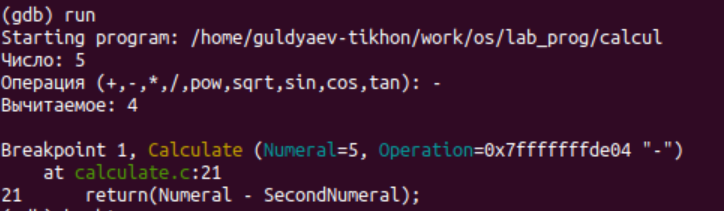 (gdb) run
Starting program: /home/guldyaev-tikhon/work/os/lab_prog/calcul
Число: 5
Операция (+,-,*,/,pow,sqrt,sin,cos,tan): -
Вычитаемое: 4
Breakpoint 1, Calculate (Numeral=5, Operation=0x7fffffffde04 "-")
    at calculate.c:21
21      return(Numeral - SecondNumeral);